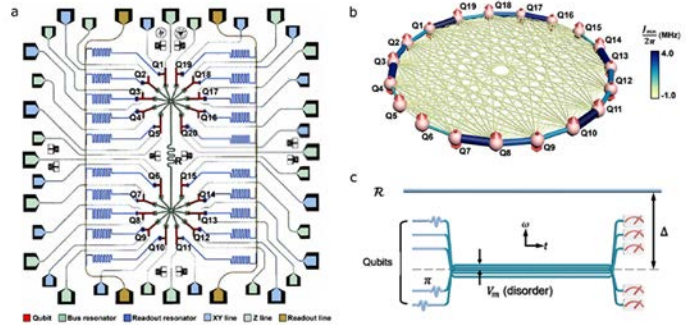 a
Q1
Q19
Q2
Q18
Q3
Q17
Q4
Q16
Q5
Q20
R
Q6
Q15
Q7
Q14
Q8
Q13
Q9
Q12
Q10
Q11
Qubit
Bus resonator
Readout resonator
XY line
Z line
Readout line
b
Q19
Q18
Q17
Q16
Q15
Q14
Q13
Q12
Q11
Q10
Q9
Q8
Q7
Q6
Q5
Q4
Q3
Q2
Q1
(MHz)
4.0
-1.0
c
R
Qubits
π
ω
t
Vm (disorder)
Δ